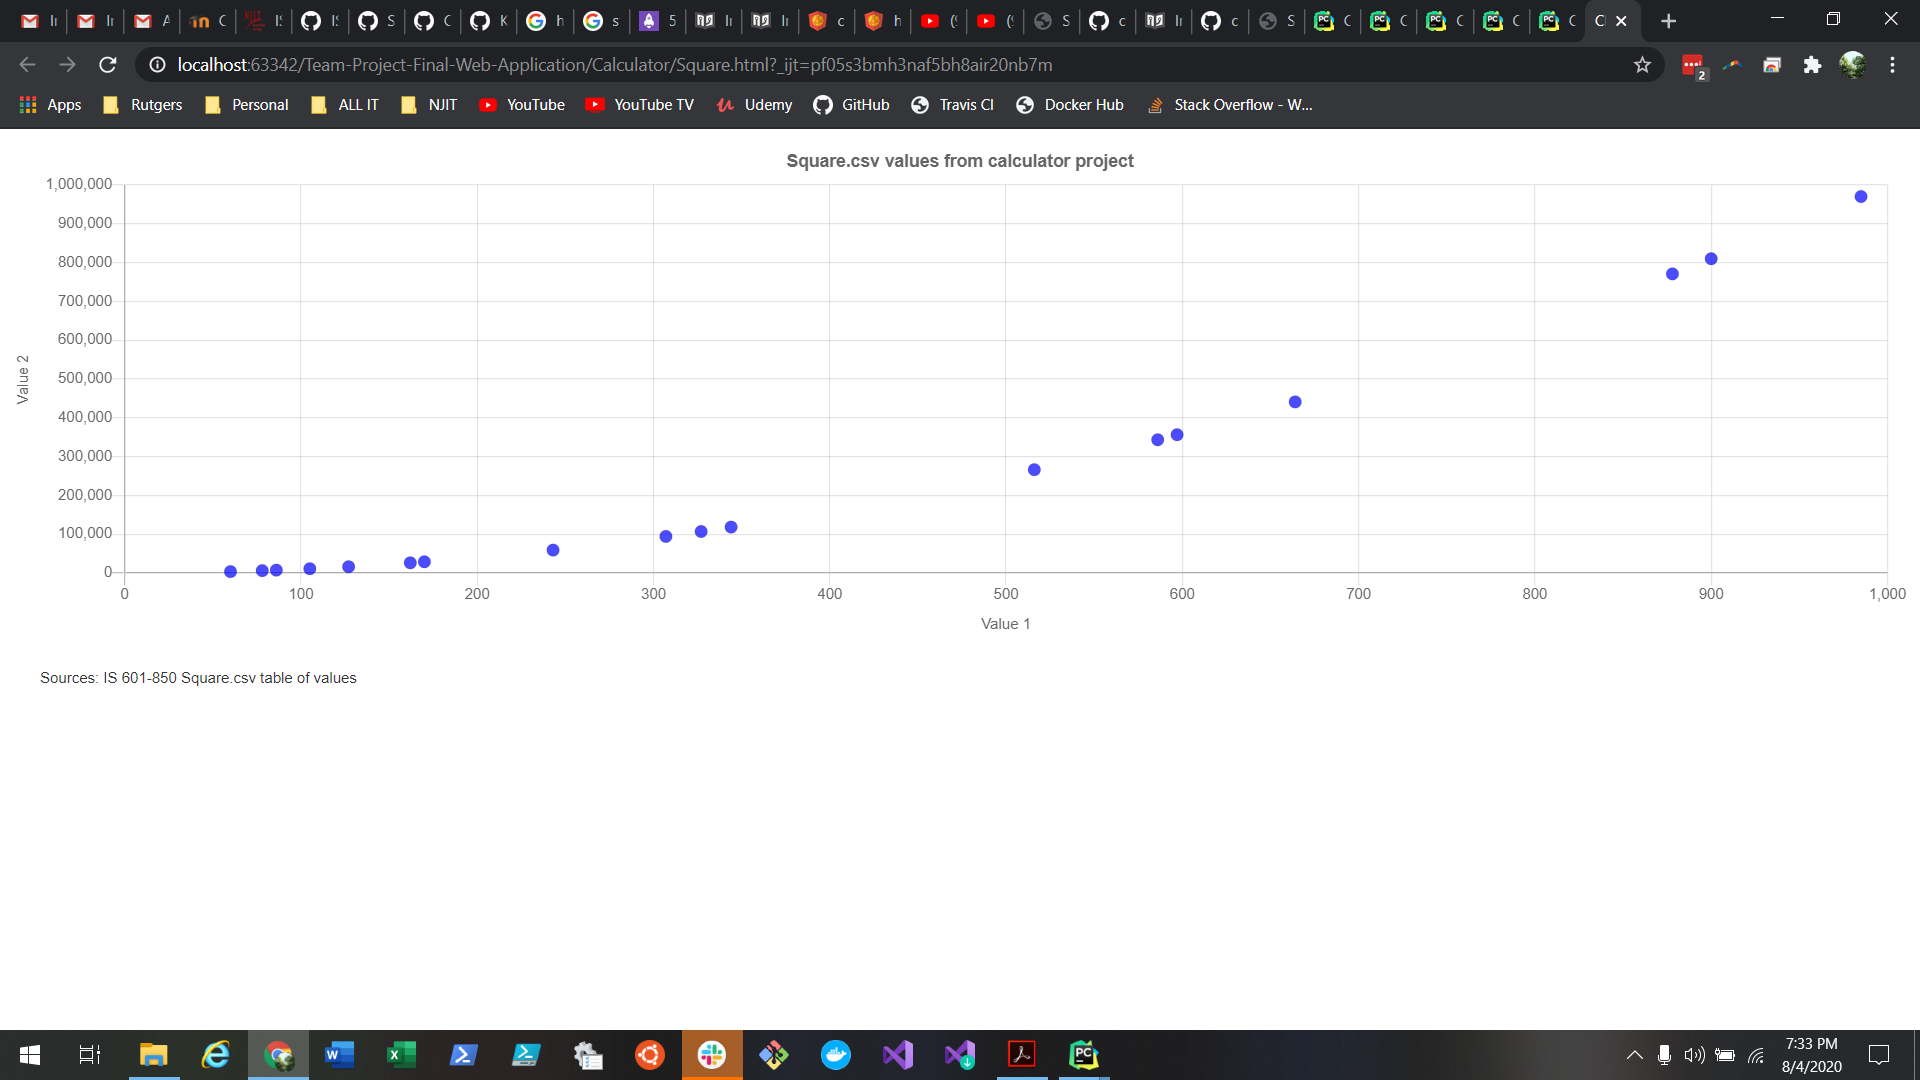 localhost:63342/Team-Project-Final-Web-Application/Calculator/Square.html?_ijt=pf05s3bmh3naf5bh8air20nb7m
2
Apps Rutgers Personal ALL IT NJIT YouTube YouTube TV Udemy GitHub Travis CI Docker Hub Stack Overflow - W...
Square.csv values from calculator project
1,000,000
900,000
800,000
700,000
600,000
500,000
400,000
300,000
200,000
100,000
0
Value 2
0 100 200 300 400 500 600 700 800 900 1,000
Value 1
Sources: IS 601-850 Square.csv table of values
7:33 PM
8/4/2020